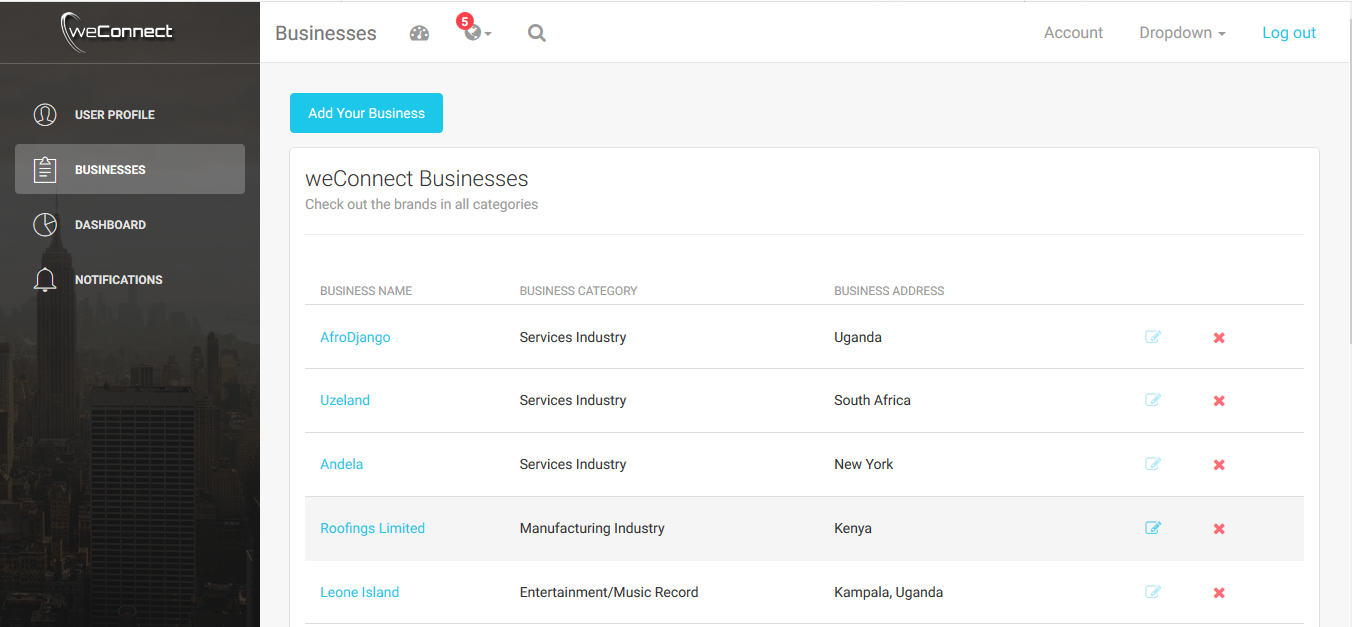 weConnect
Businesses
5
Account
Dropdown
Log out
USER PROFILE
BUSINESSES
DASHBOARD
NOTIFICATIONS
Add Your Business
weConnect Businesses
Check out the brands in all categories
BUSINESS NAME BUSINESS CATEGORY BUSINESS ADDRESS
AfroDjango Services Industry Uganda
Uzeland Services Industry South Africa
Andela Services Industry New York
Roofings Limited Manufacturing Industry Kenya
Leone Island Entertainment/Music Record Kampala, Uganda